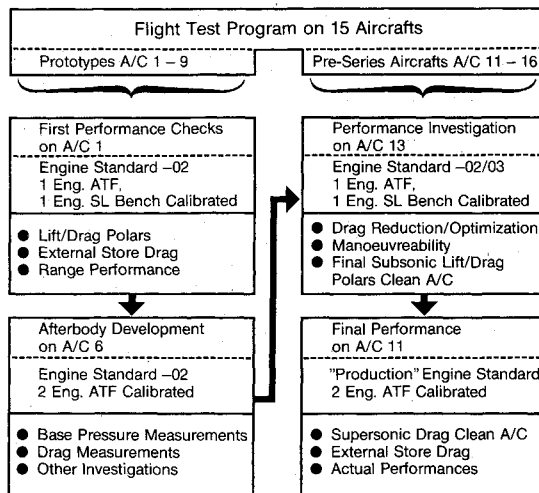 Flight Test Program on 15 Aircrafts
Prototypes A/C 1 – 9
Pre-Series Aircrafts A/C 11 – 16
First Performance Checks
on A/C 1
Engine Standard –02
1 Eng. ATF,
1 Eng. SL Bench Calibrated
● Lift/Drag Polars
● External Store Drag
● Range Performance
Afterbody Development
on A/C 6
Engine Standard –02
2 Eng. ATF Calibrated
● Base Pressure Measurements
● Drag Measurements
● Other Investigations
Performance Investigation
on A/C 13
Engine Standard –02/03
1 Eng. ATF,
1 Eng. SL Bench Calibrated
● Drag Reduction/Optimization
● Manoeuvreability
● Final Subsonic Lift/Drag
Polars Clean A/C
Final Performance
on A/C 11
"Production" Engine Standard
2 Eng. ATF Calibrated
● Supersonic Drag Clean A/C
● External Store Drag
● Actual Performances